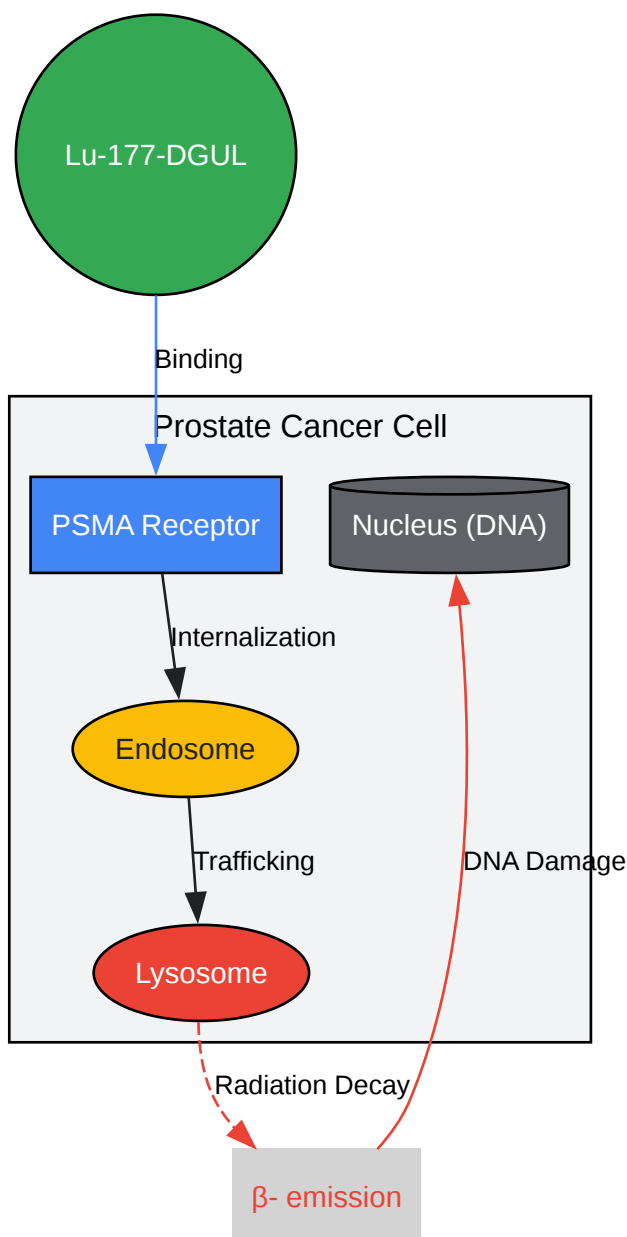 Lu-177-DGUL
Binding
Prostate Cancer Cell
PSMA Receptor
Nucleus (DNA)
Internalization
Endosome
Trafficking
DNA Damage
Lysosome
Radiation Decay
β- emission